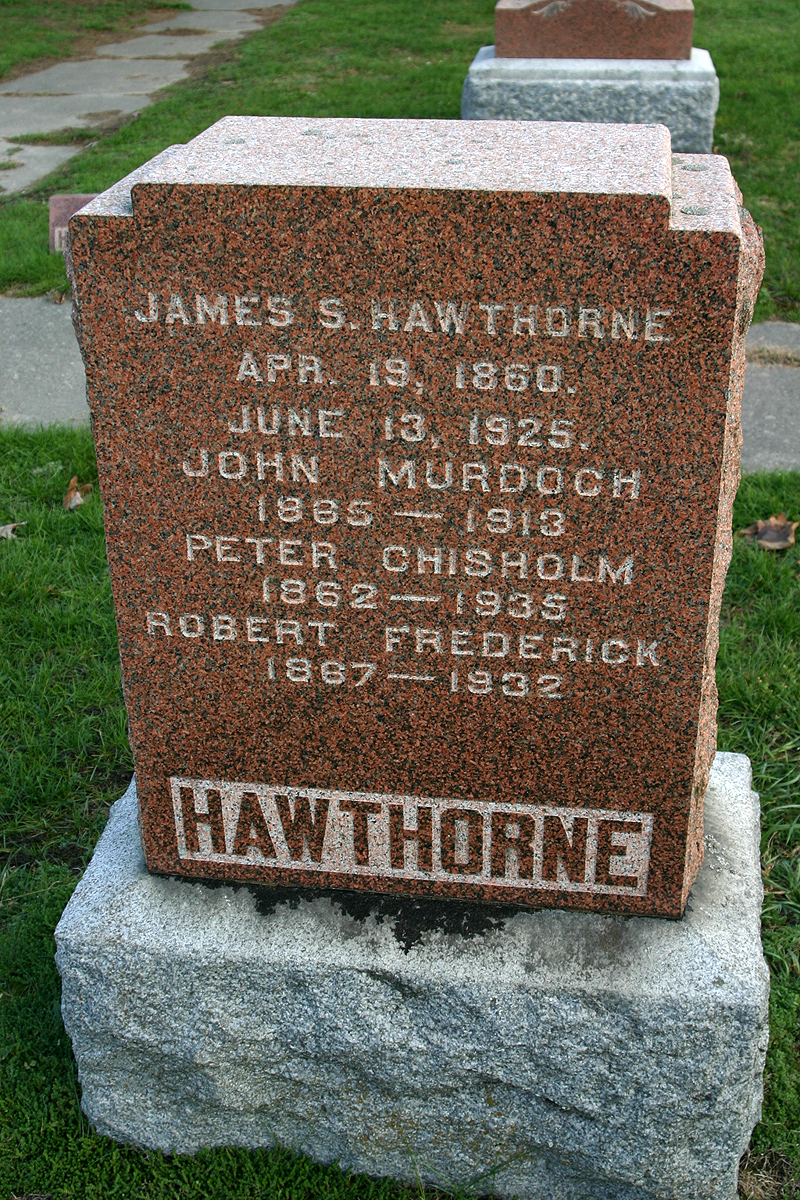 JAMES S. HAWTHORNE
APR. 19, 1860.
JUNE 13, 1925.
JOHN MURDOCH
1865 — 1913
PETER CHISHOLM
1862 — 1935
ROBERT FREDERICK
1867 — 1932
HAWTHORNE